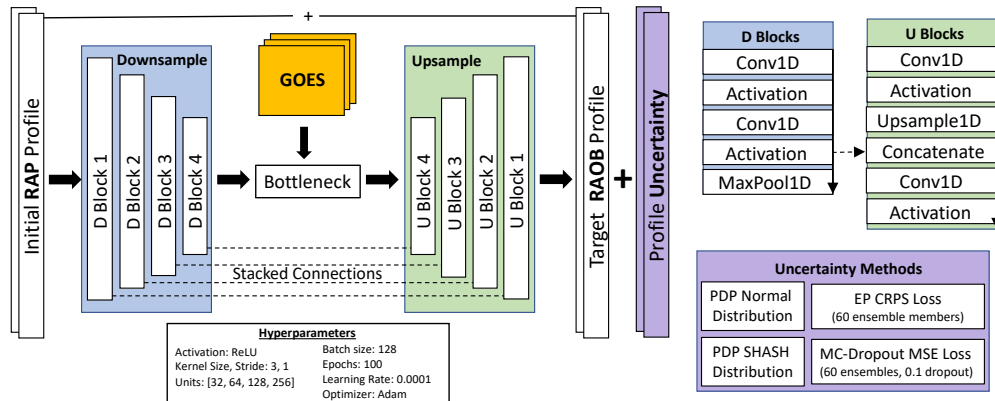 +
Initial RAP Profile
Downsample
D Block 1
D Block 2
D Block 3
D Block 4
GOES
Bottleneck
Upsample
U Block 4
U Block 3
U Block 2
U Block 1
Stacked Connections
Target RAOB Profile
+
Profile Uncertainty
Hyperparameters
Activation: ReLU
Kernel Size, Stride: 3, 1
Units: [32, 64, 128, 256]
Batch size: 128
Epochs: 100
Learning Rate: 0.0001
Optimizer: Adam
D Blocks
Conv1D
Activation
Conv1D
Activation
MaxPool1D
U Blocks
Conv1D
Activation
Upsample1D
Concatenate
Conv1D
Activation
Uncertainty Methods
PDP Normal
Distribution
EP CRPS Loss
(60 ensemble members)
PDP SHASH
Distribution
MC-Dropout MSE Loss
(60 ensembles, 0.1 dropout)